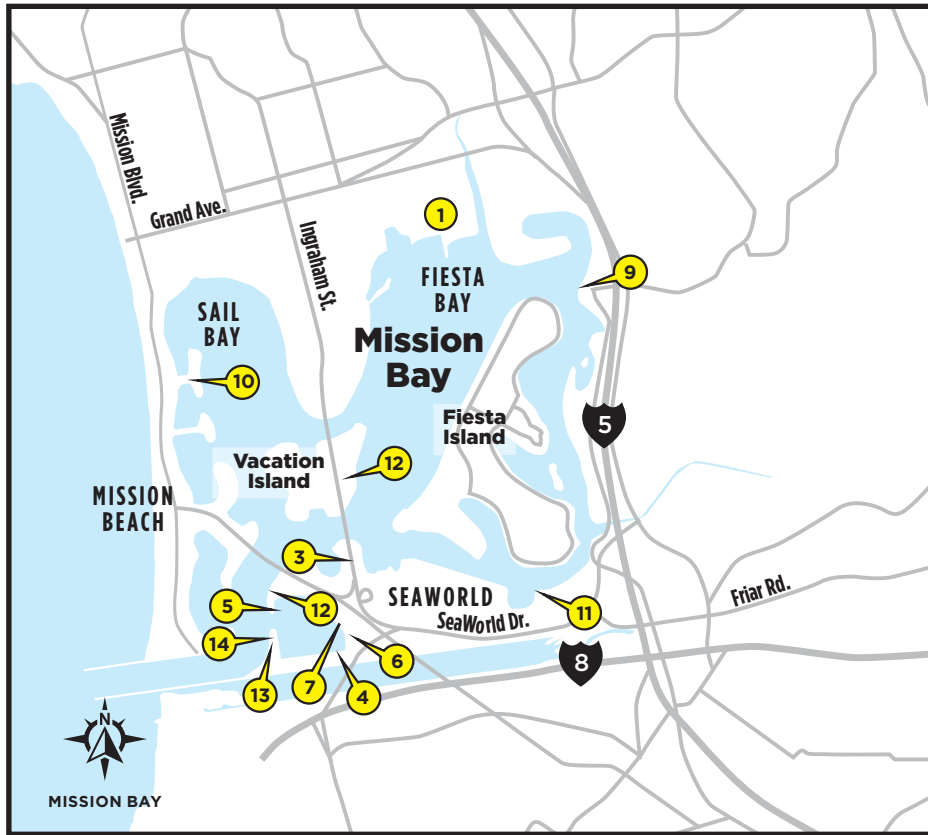 Mission Blvd.
Grand Ave.
Ingraham St.
1
FIESTA
BAY
9
SAIL
BAY
Mission
Bay
10
Fiesta
Island
5
Vacation
Island
12
MISSION
BEACH
3
SEAWORLD
SeaWorld Dr.
Friar Rd.
5
12
11
14
6
8
13
7
4
N
MISSION BAY